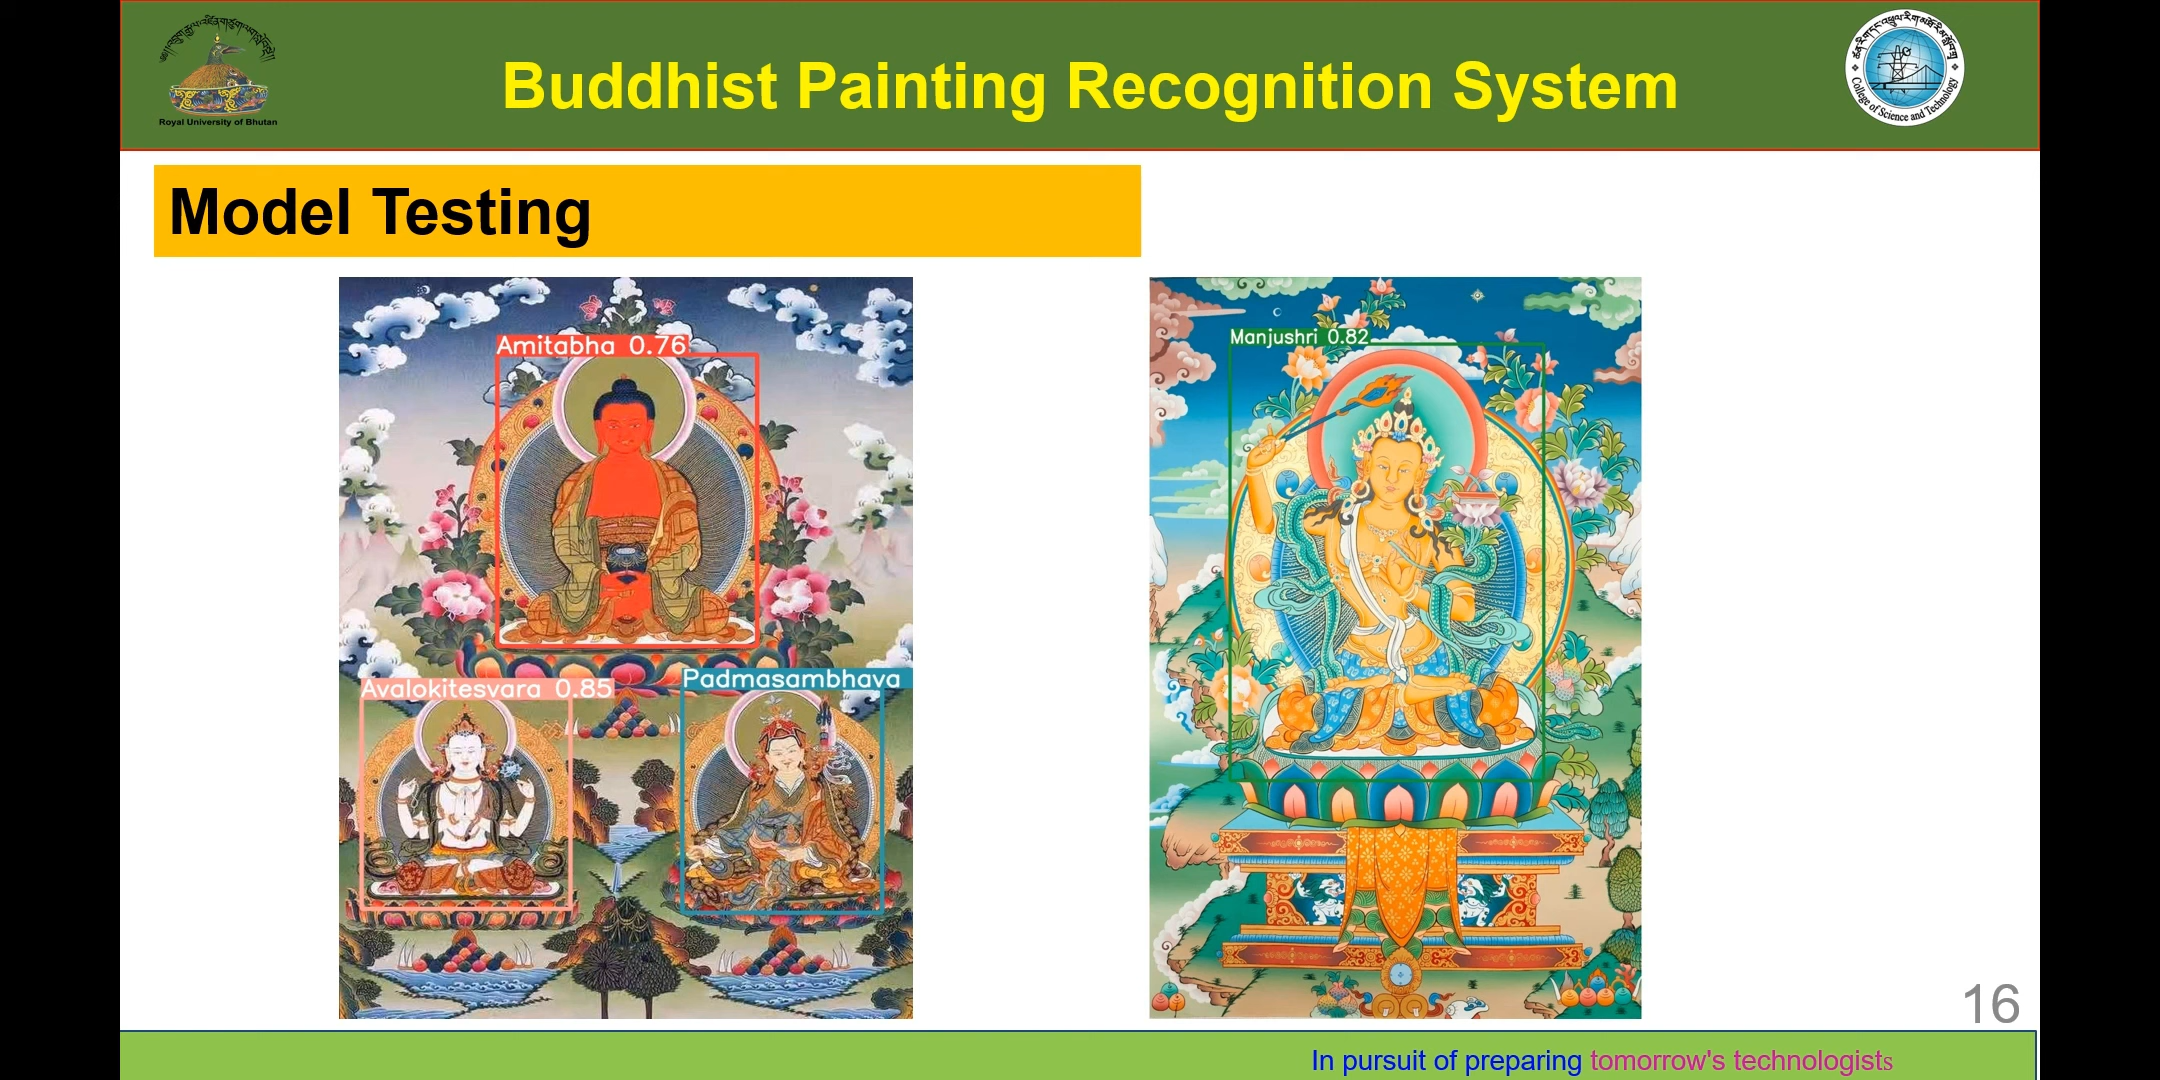 Royal University of Bhutan
Buddhist Painting Recognition System
College of Science and Technology
Model Testing
Amitabha 0.76
Avalokitesvara 0.85
Padmasambhava
Manjushri 0.82
16
In pursuit of preparing tomorrow's technologists